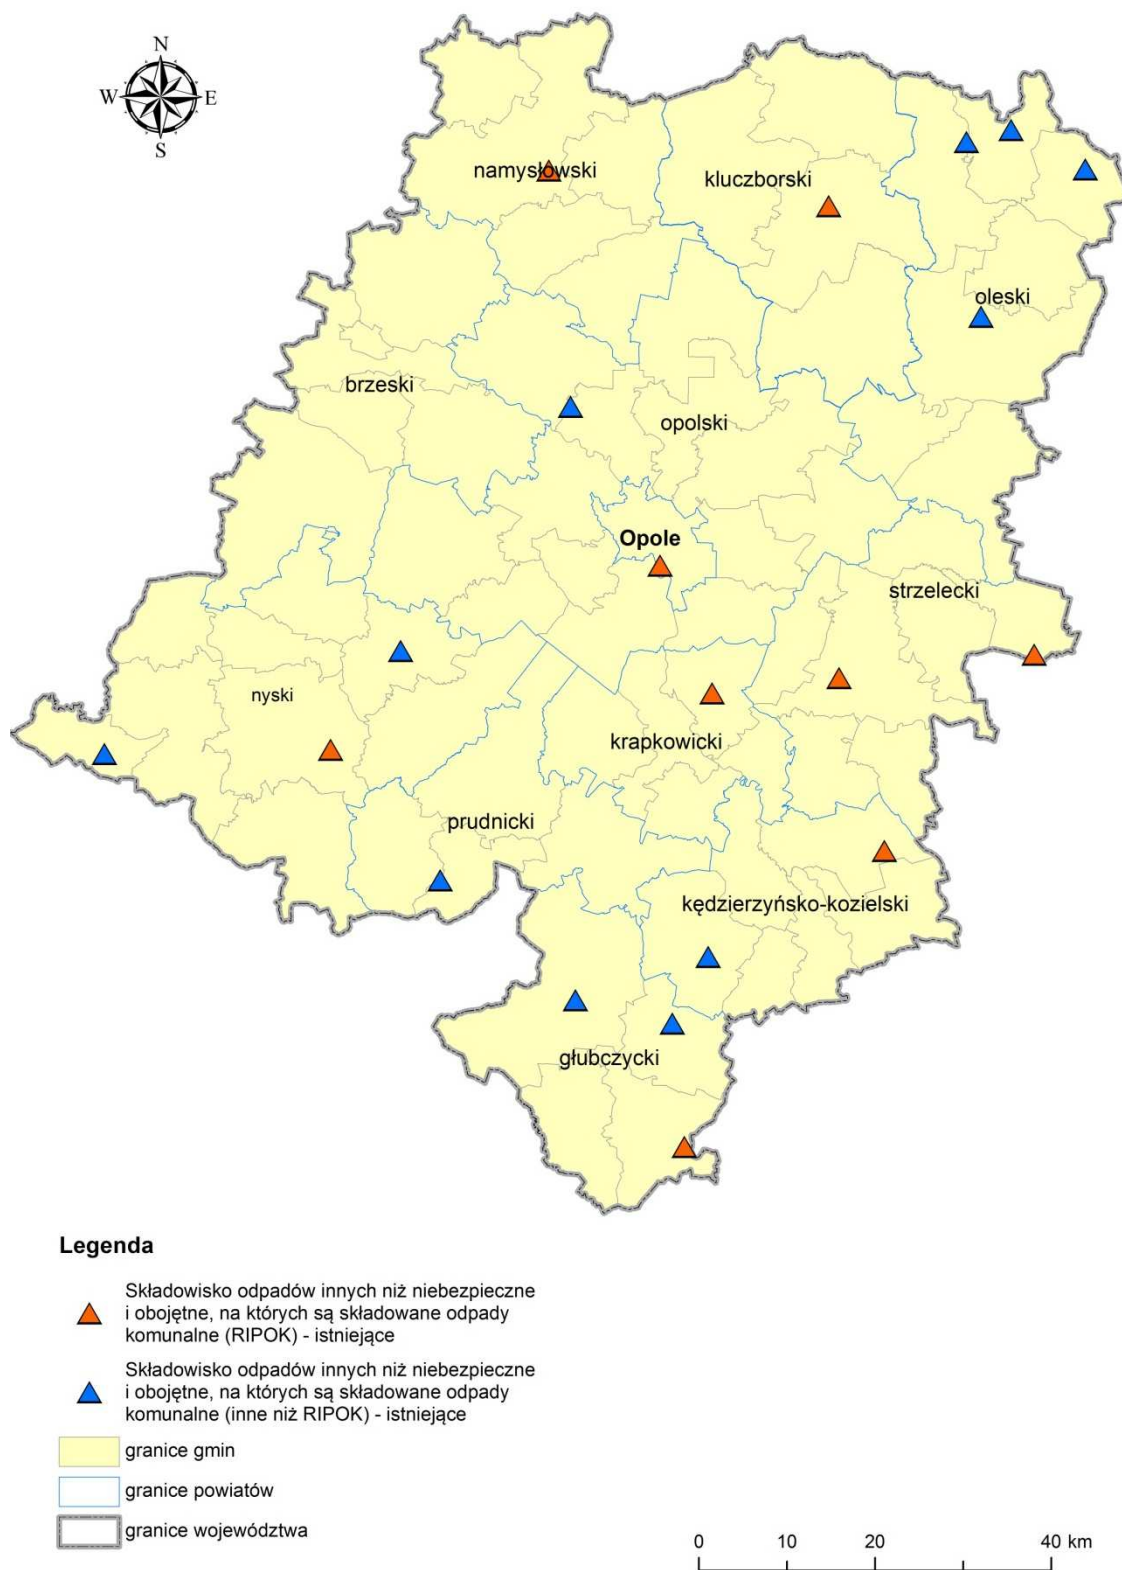 N
W E
S
namysłowski
kluczborski
oleski
brzeski
opolski
Opole
strzelecki
nyski
krapkowicki
prudnicki
kędzierzyńsko-kozielski
głubczycki
Legenda
Składowisko odpadów innych niż niebezpieczne
i obojętne, na których są składowane odpady
komunalne (RIPOK) - istniejące
Składowisko odpadów innych niż niebezpieczne
i obojętne, na których są składowane odpady
komunalne (inne niż RIPOK) - istniejące
granice gmin
granice powiatów
granice województwa
0 10 20 40 km